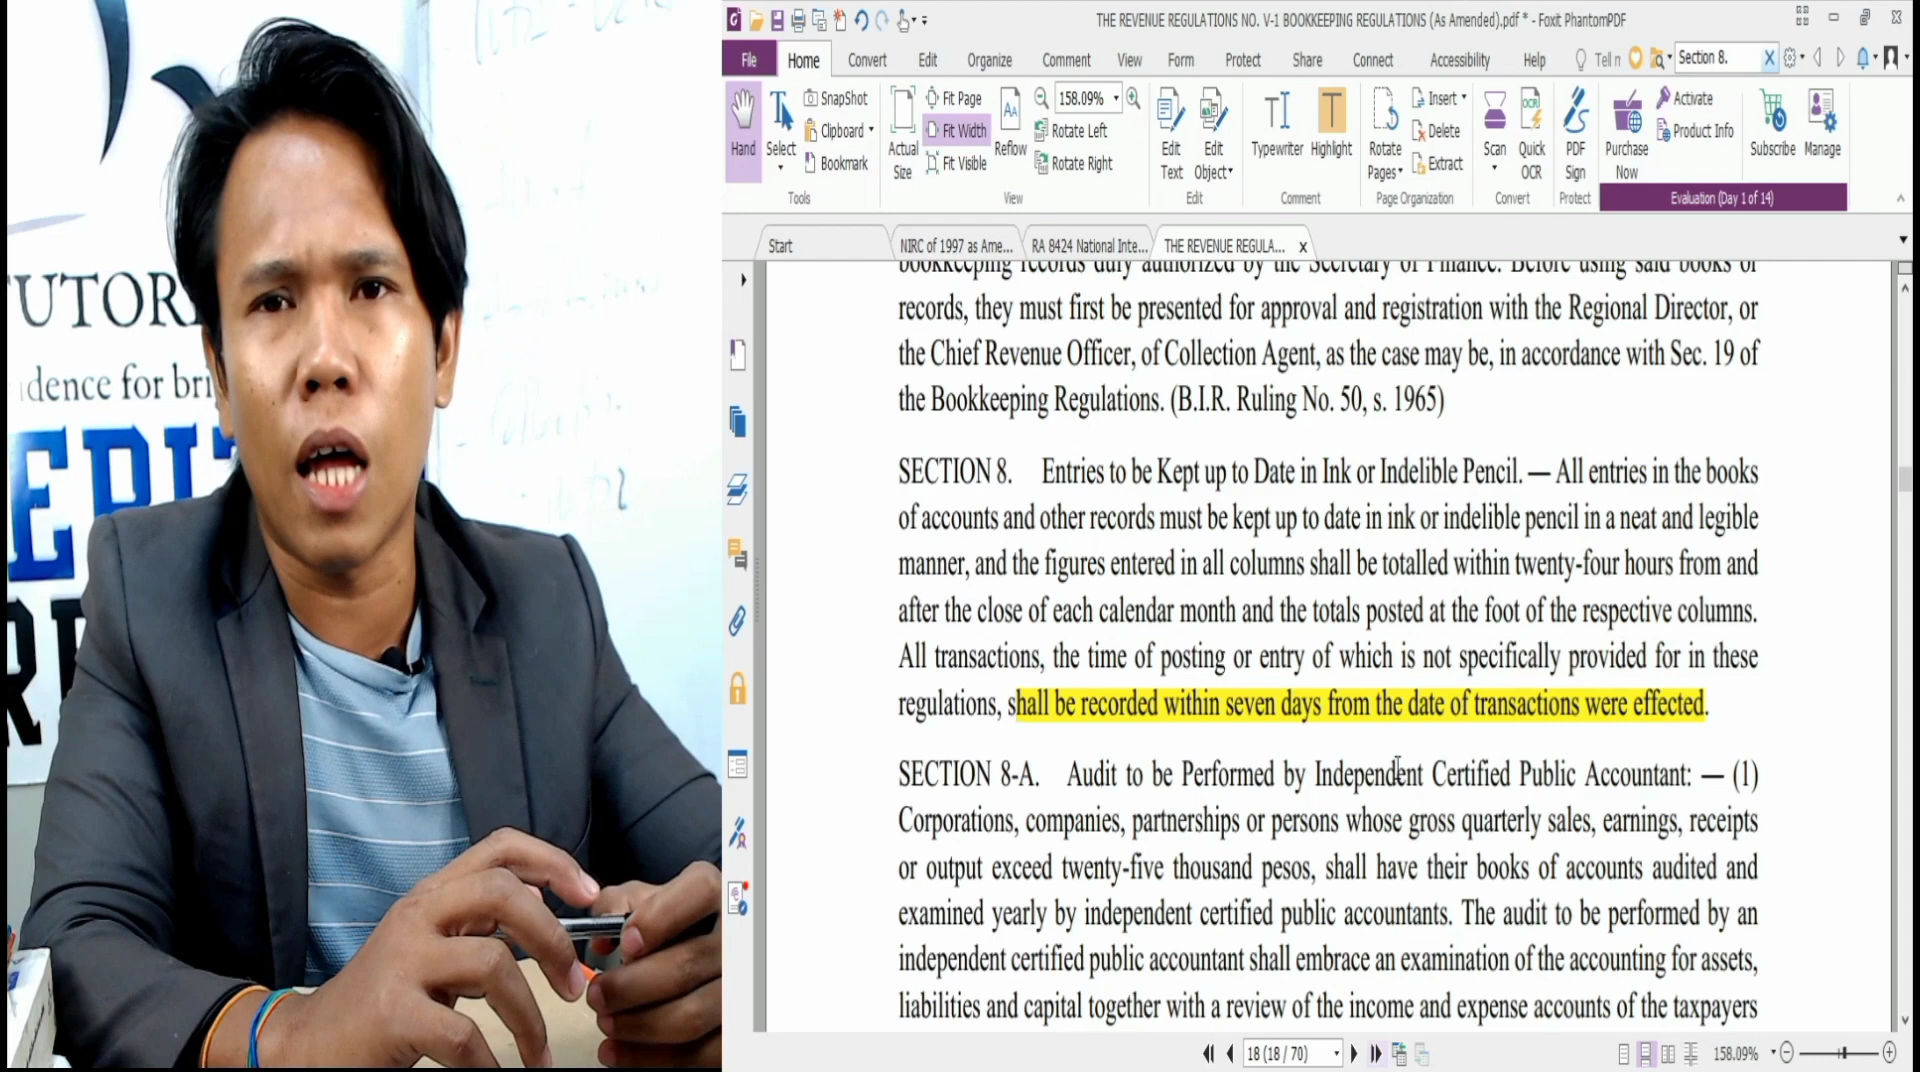 UTOR
idence for bri
THE REVENUE REGULATIONS NO. V-1 BOOKKEEPING REGULATIONS (As Amended).pdf * - Foxit PhantomPDF
File Home Convert Edit Organize Comment View Form Protect Share Connect Accessibility Help Tell n Section 8.
Hand
Select
SnapShot
Clipboard
Bookmark
Tools
Actual Size
Fit Page
Fit Width
Fit Visible
Reflow
158.09%
Rotate Left
Rotate Right
View
Edit Text
Edit Object
Edit
Typewriter
Highlight
Comment
Rotate Pages
Insert
Delete
Extract
Page Organization
Scan
Quick OCR
Convert
PDF Sign
Protect
Purchase Now
Activate
Product Info
Subscribe
Manage
Evaluation (Day 1 of 14)
Start NIRC of 1997 as Ame... RA 8424 National Inte... THE REVENUE REGULA...
bookkeeping records duly authorized by the Secretary of Finance. Before using said books or
records, they must first be presented for approval and registration with the Regional Director, or
the Chief Revenue Officer, of Collection Agent, as the case may be, in accordance with Sec. 19 of
the Bookkeeping Regulations. (B.I.R. Ruling No. 50, s. 1965)
SECTION 8. Entries to be Kept up to Date in Ink or Indelible Pencil. — All entries in the books
of accounts and other records must be kept up to date in ink or indelible pencil in a neat and legible
manner, and the figures entered in all columns shall be totalled within twenty-four hours from and
after the close of each calendar month and the totals posted at the foot of the respective columns.
All transactions, the time of posting or entry of which is not specifically provided for in these
regulations, shall be recorded within seven days from the date of transactions were effected.
SECTION 8-A. Audit to be Performed by Independent Certified Public Accountant: — (1)
Corporations, companies, partnerships or persons whose gross quarterly sales, earnings, receipts
or output exceed twenty-five thousand pesos, shall have their books of accounts audited and
examined yearly by independent certified public accountants. The audit to be performed by an
independent certified public accountant shall embrace an examination of the accounting for assets,
liabilities and capital together with a review of the income and expense accounts of the taxpayers
18 (18 / 70)
158.09%